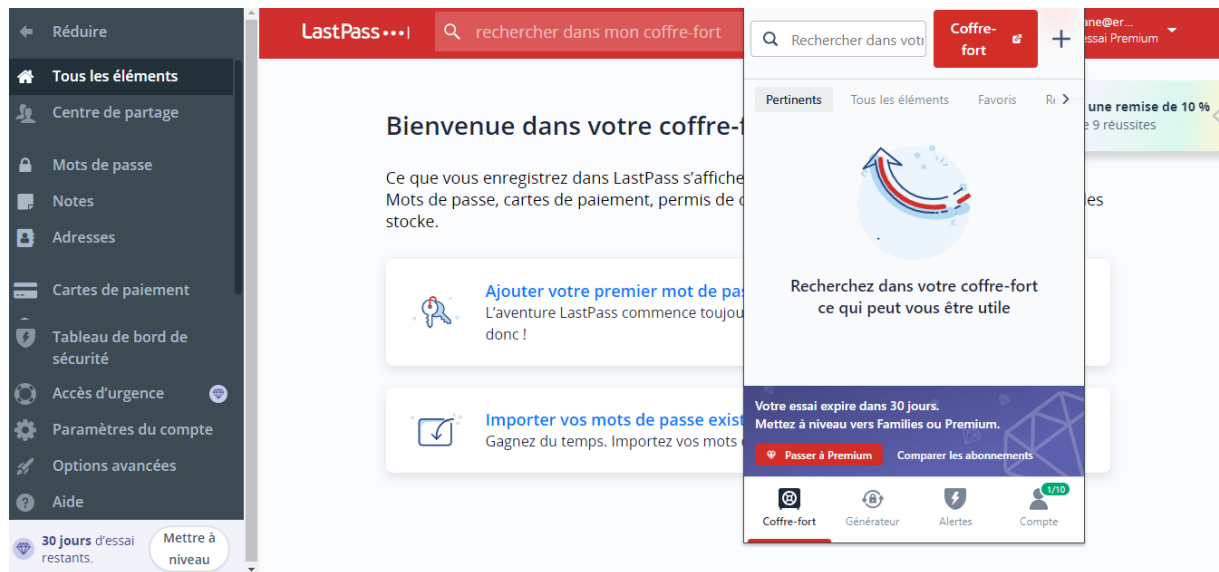 Réduire
Tous les éléments
Centre de partage
Mots de passe
Notes
Adresses
Cartes de paiement
Tableau de bord de
sécurité
Accès d'urgence
Paramètres du compte
Options avancées
Aide
30 jours d'essai
restants.
Mettre à
niveau
LastPass
rechercher dans mon coffre-fort
ane@er...
essai Premium
une remise de 10 %
9 réussites
Bienvenue dans votre coffre-f
Ce que vous enregistrez dans LastPass s'affiche
Mots de passe, cartes de paiement, permis de
stocke.
Ajouter votre premier mot de pas
L'aventure LastPass commence toujou
donc !
Importer vos mots de passe exist
Gagnez du temps. Importez vos mots
Rechercher dans votr
Coffre-
fort
Pertinents Tous les éléments Favoris
Recherchez dans votre coffre-fort
ce qui peut vous être utile
Votre essai expire dans 30 jours.
Mettez à niveau vers Families ou Premium.
Passer à Premium Comparer les abonnements
1/10
Coffre-fort Générateur Alertes Compte